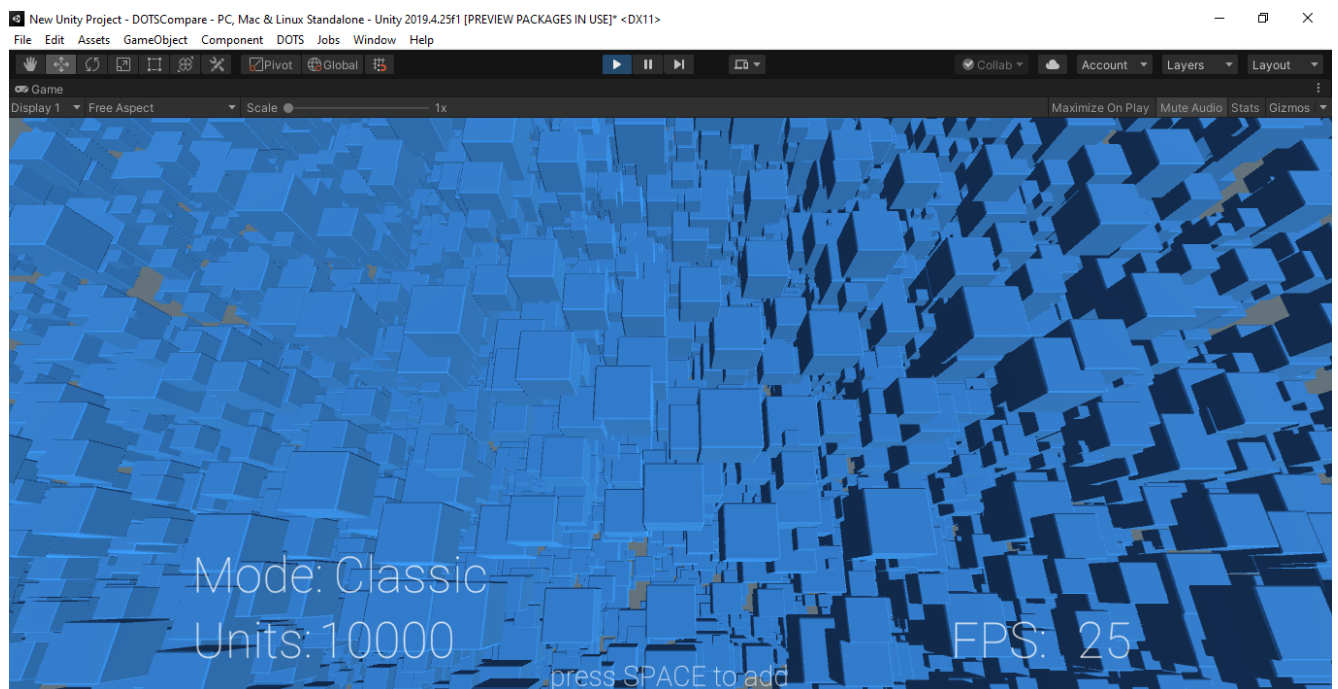 New Unity Project - DOTSCompare - PC, Mac & Linux Standalone - Unity 2019.4.25f1 [PREVIEW PACKAGES IN USE]* <DX11>
File Edit Assets GameObject Component DOTS Jobs Window Help
Pivot Global Collab Account Layers Layout
Game
Display 1 Free Aspect Scale 1x Maximize On Play Mute Audio Stats Gizmos
Mode: Classic
Units: 10000 FPS: 25
press SPACE to add